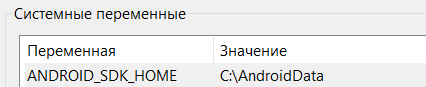 Системные переменные
Переменная Значение
ANDROID_SDK_HOME C:\AndroidData